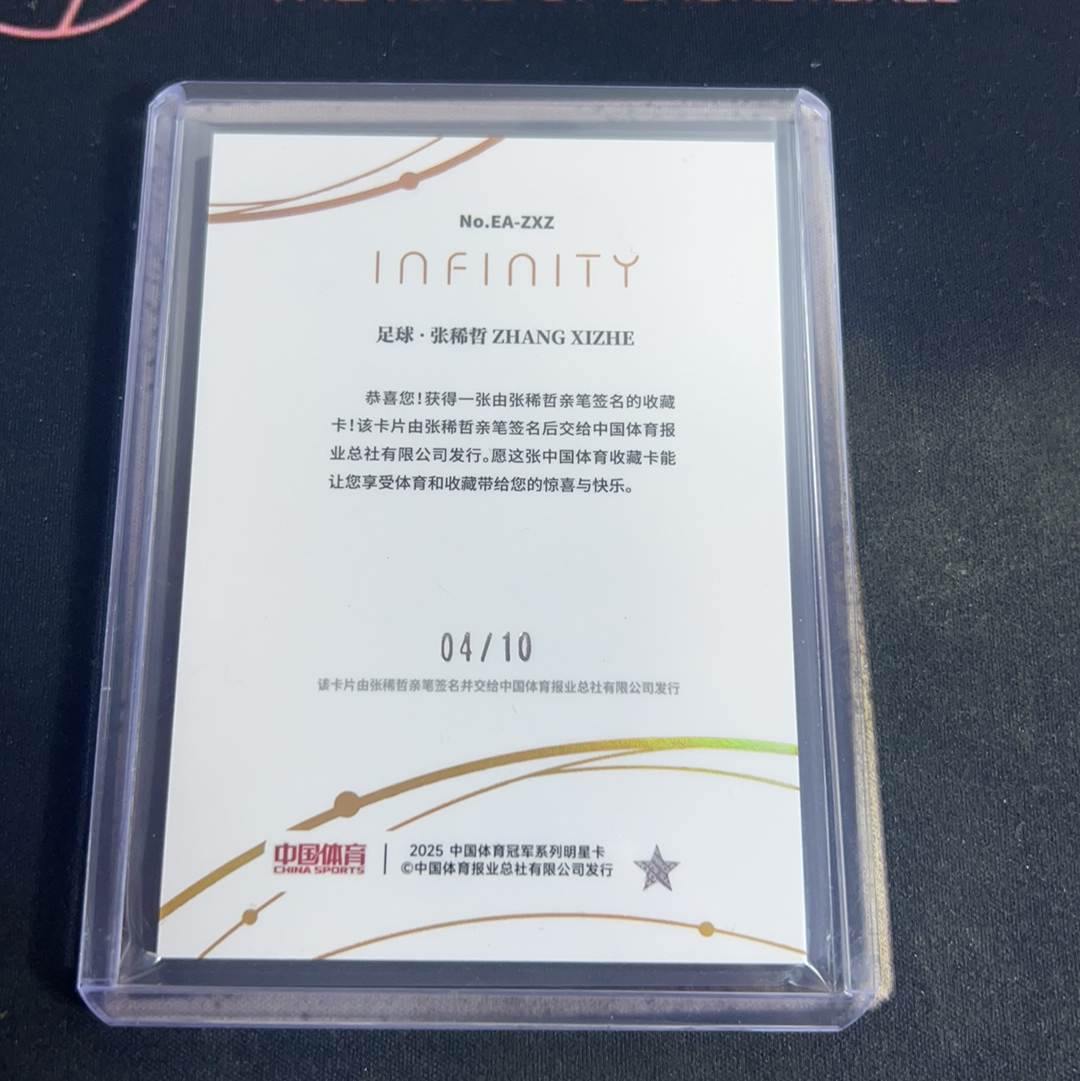 No.EA-ZXZ
INFINITY
足球·张稀哲 ZHANG XIZHE
恭喜您！获得一张由张稀哲亲笔签名的收藏
卡！该卡片由张稀哲亲笔签名后交给中国体育报
业总社有限公司发行。愿这张中国体育收藏卡能
让您享受体育和收藏带给您的惊喜与快乐。
04/10
该卡片由张稀哲亲笔签名并交给中国体育报业总社有限公司发行
中国体育
CHINA SPORTS
2025 中国体育冠军系列明星卡
©中国体育报业总社有限公司发行